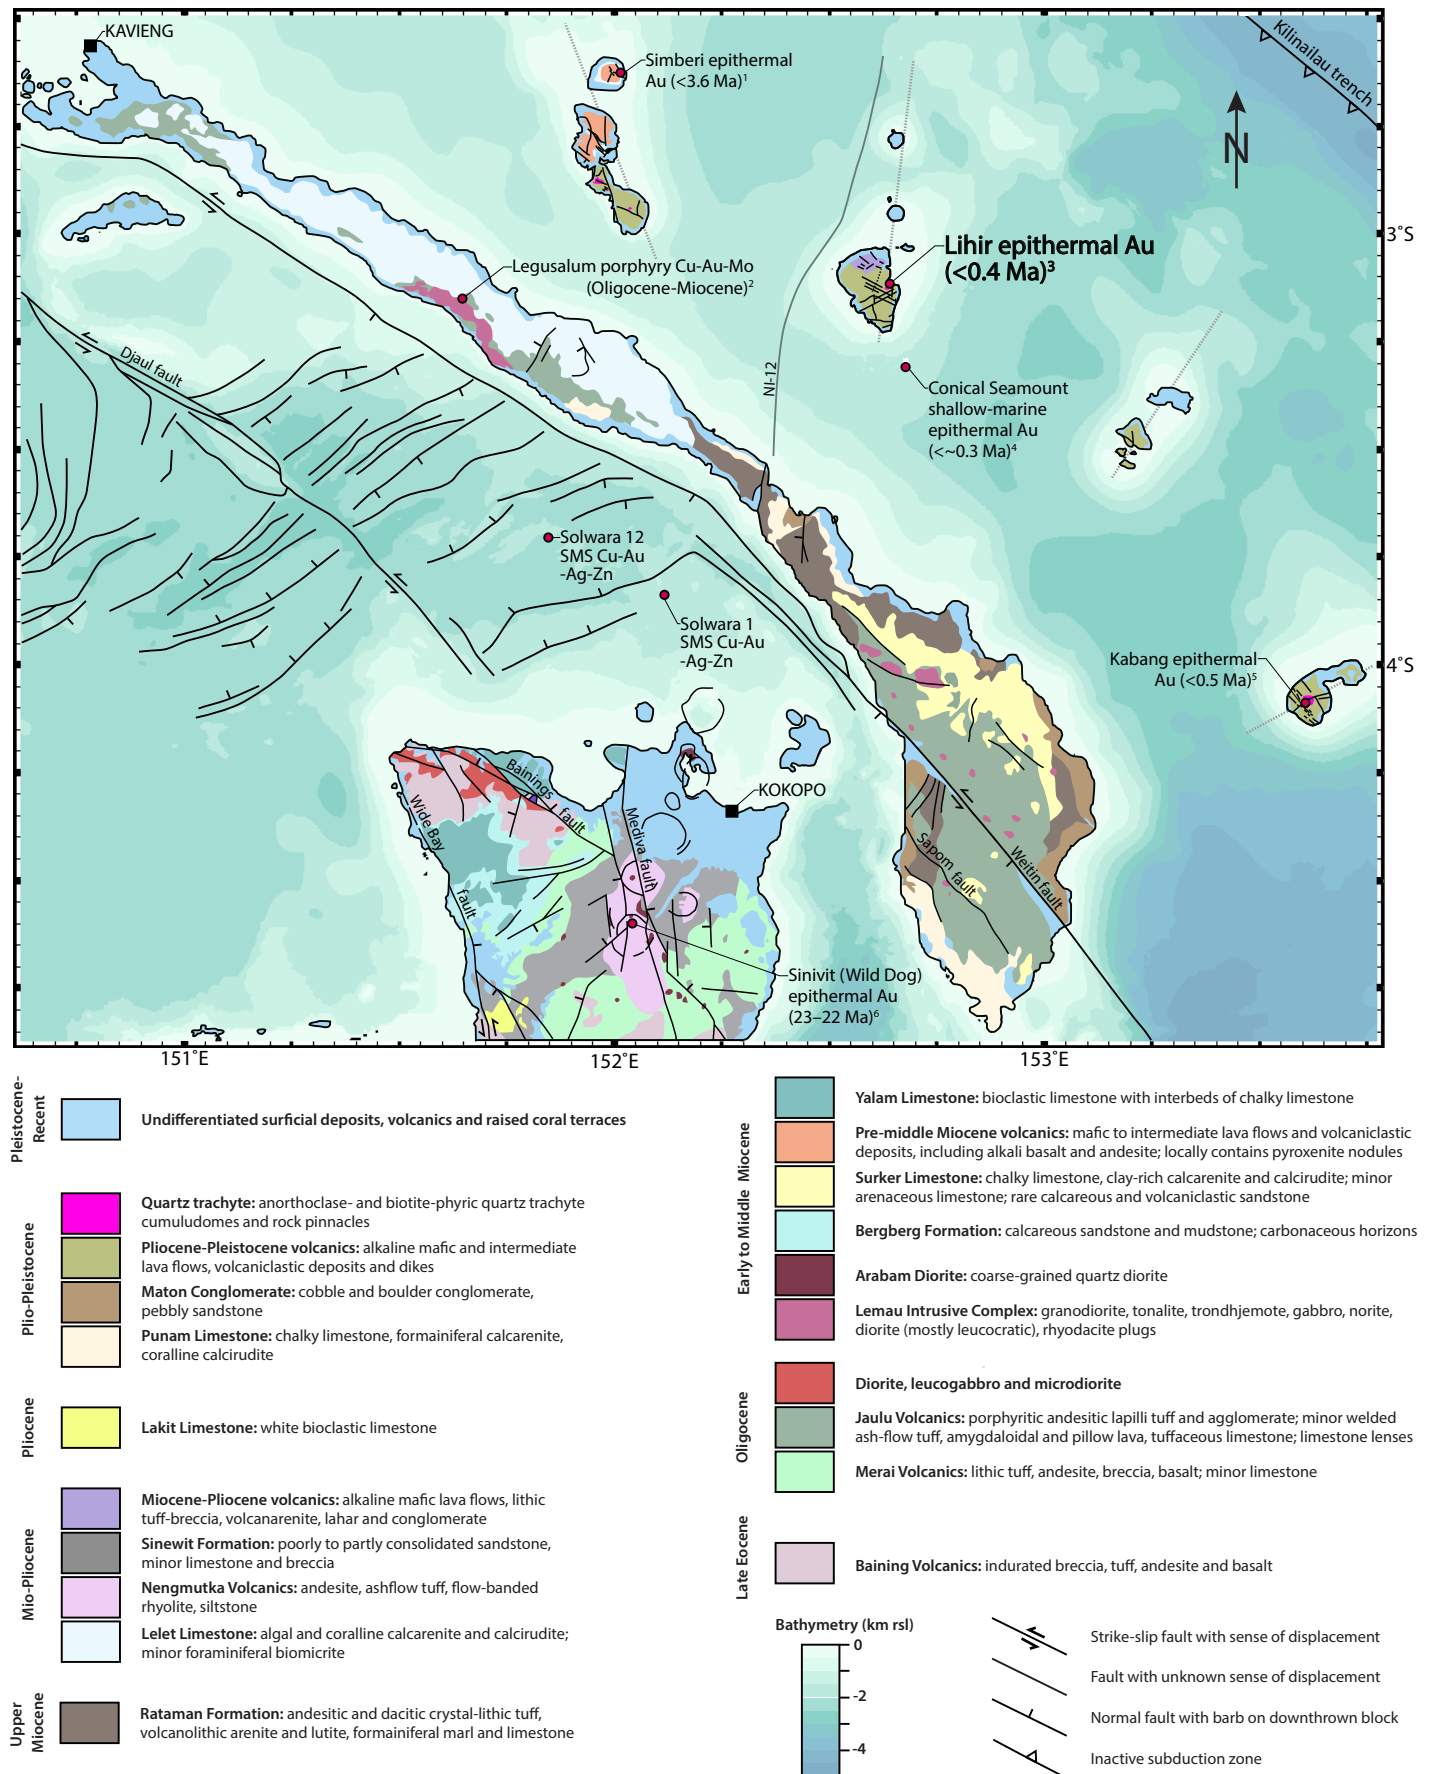 KAVIENG
Simberi epithermal
Au (<3.6 Ma)¹
Kilinailau trench
N
3˚S
Lihir epithermal Au
(<0.4 Ma)³
Legusalum porphyry Cu-Au-Mo
(Oligocene-Miocene)²
Djaul fault
NI-12
Conical Seamount
shallow-marine
epithermal Au
(<~0.3 Ma)⁴
Solwara 12
SMS Cu-Au
-Ag-Zn
Solwara 1
SMS Cu-Au
-Ag-Zn
Kabang epithermal
Au (<0.5 Ma)⁵
4˚S
Bainings fault
Wide Bay fault
Mediva fault
KOKOPO
Sapom fault
Weitin fault
Sinivit (Wild Dog)
epithermal Au
(23–22 Ma)⁶
151˚E
152˚E
153˚E
Pleistocene-
Recent
Undifferentiated surficial deposits, volcanics and raised coral terraces
Plio-Pleistocene
Quartz trachyte: anorthoclase- and biotite-phyric quartz trachyte
cumuludomes and rock pinnacles
Pliocene-Pleistocene volcanics: alkaline mafic and intermediate
lava flows, volcaniclastic deposits and dikes
Maton Conglomerate: cobble and boulder conglomerate,
pebbly sandstone
Punam Limestone: chalky limestone, formainiferal calcarenite,
coralline calcirudite
Pliocene
Lakit Limestone: white bioclastic limestone
Mio-Pliocene
Miocene-Pliocene volcanics: alkaline mafic lava flows, lithic
tuff-breccia, volcanarenite, lahar and conglomerate
Sinewit Formation: poorly to partly consolidated sandstone,
minor limestone and breccia
Nengmutka Volcanics: andesite, ashflow tuff, flow-banded
rhyolite, siltstone
Lelet Limestone: algal and coralline calcarenite and calcirudite;
minor foraminiferal biomicrite
Upper
Miocene
Rataman Formation: andesitic and dacitic crystal-lithic tuff,
volcanolithic arenite and lutite, formainiferal marl and limestone
Early to Middle Miocene
Yalam Limestone: bioclastic limestone with interbeds of chalky limestone
Pre-middle Miocene volcanics: mafic to intermediate lava flows and volcaniclastic
deposits, including alkali basalt and andesite; locally contains pyroxenite nodules
Surker Limestone: chalky limestone, clay-rich calcarenite and calcirudite; minor
arenaceous limestone; rare calcareous and volcaniclastic sandstone
Bergberg Formation: calcareous sandstone and mudstone; carbonaceous horizons
Arabam Diorite: coarse-grained quartz diorite
Lemau Intrusive Complex: granodiorite, tonalite, trondhjemote, gabbro, norite,
diorite (mostly leucocratic), rhyodacite plugs
Oligocene
Diorite, leucogabbro and microdiorite
Jaulu Volcanics: porphyritic andesitic lapilli tuff and agglomerate; minor welded
ash-flow tuff, amygdaloidal and pillow lava, tuffaceous limestone; limestone lenses
Merai Volcanics: lithic tuff, andesite, breccia, basalt; minor limestone
Late Eocene
Baining Volcanics: indurated breccia, tuff, andesite and basalt
Bathymetry (km rsl)
0
-2
-4
Strike-slip fault with sense of displacement
Fault with unknown sense of displacement
Normal fault with barb on downthrown block
Inactive subduction zone